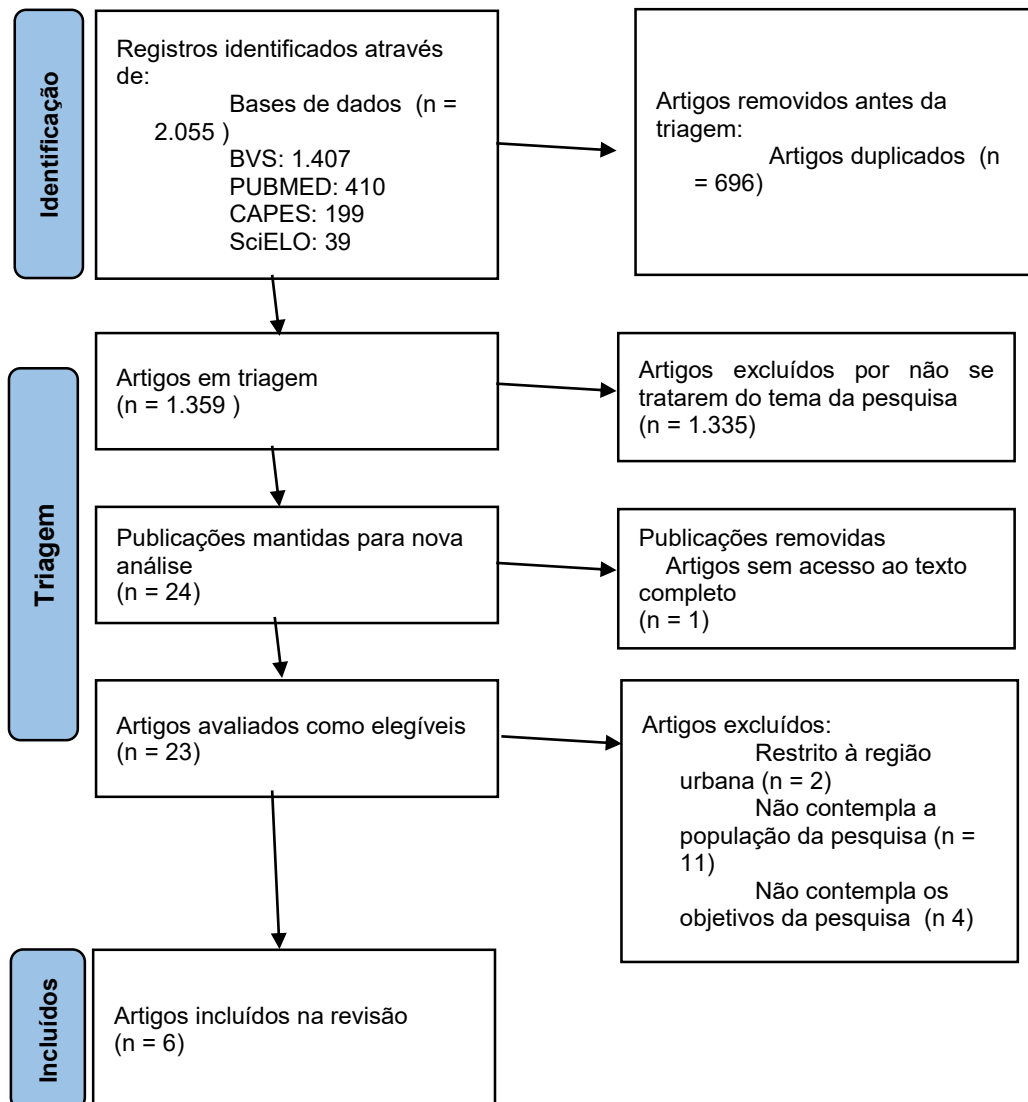 Identificação
Registros identificados através
de:
Bases de dados (n =
2.055 )
BVS: 1.407
PUBMED: 410
CAPES: 199
SciELO: 39
Artigos removidos antes da
triagem:
Artigos duplicados (n
= 696)
Triagem
Artigos em triagem
(n = 1.359 )
Artigos excluídos por não se
tratarem do tema da pesquisa
(n = 1.335)
Publicações mantidas para nova
análise
(n = 24)
Publicações removidas
Artigos sem acesso ao texto
completo
(n = 1)
Artigos avaliados como elegíveis
(n = 23)
Artigos excluídos:
Restrito à região
urbana (n = 2)
Não contempla a
população da pesquisa (n =
11)
Não contempla os
objetivos da pesquisa (n 4)
Incluídos
Artigos incluídos na revisão
(n = 6)